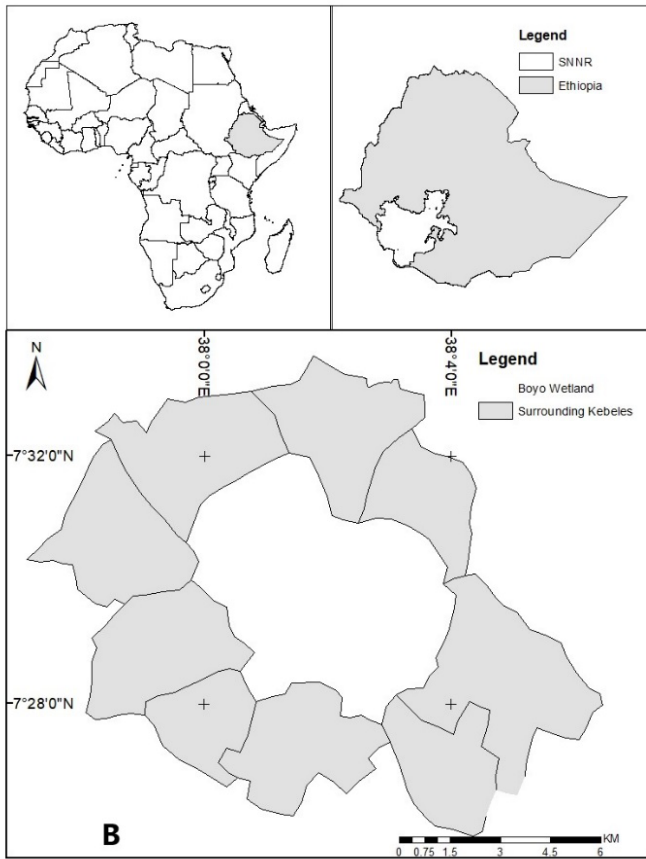 Legend
SNNR
Ethiopia
N
38°0'0"E
38°4'0"E
Legend
Boyo Wetland
Surrounding Kebeles
7°32'0"N
7°28'0"N
B
KM
0 0.75 1.5 3 4.5 6